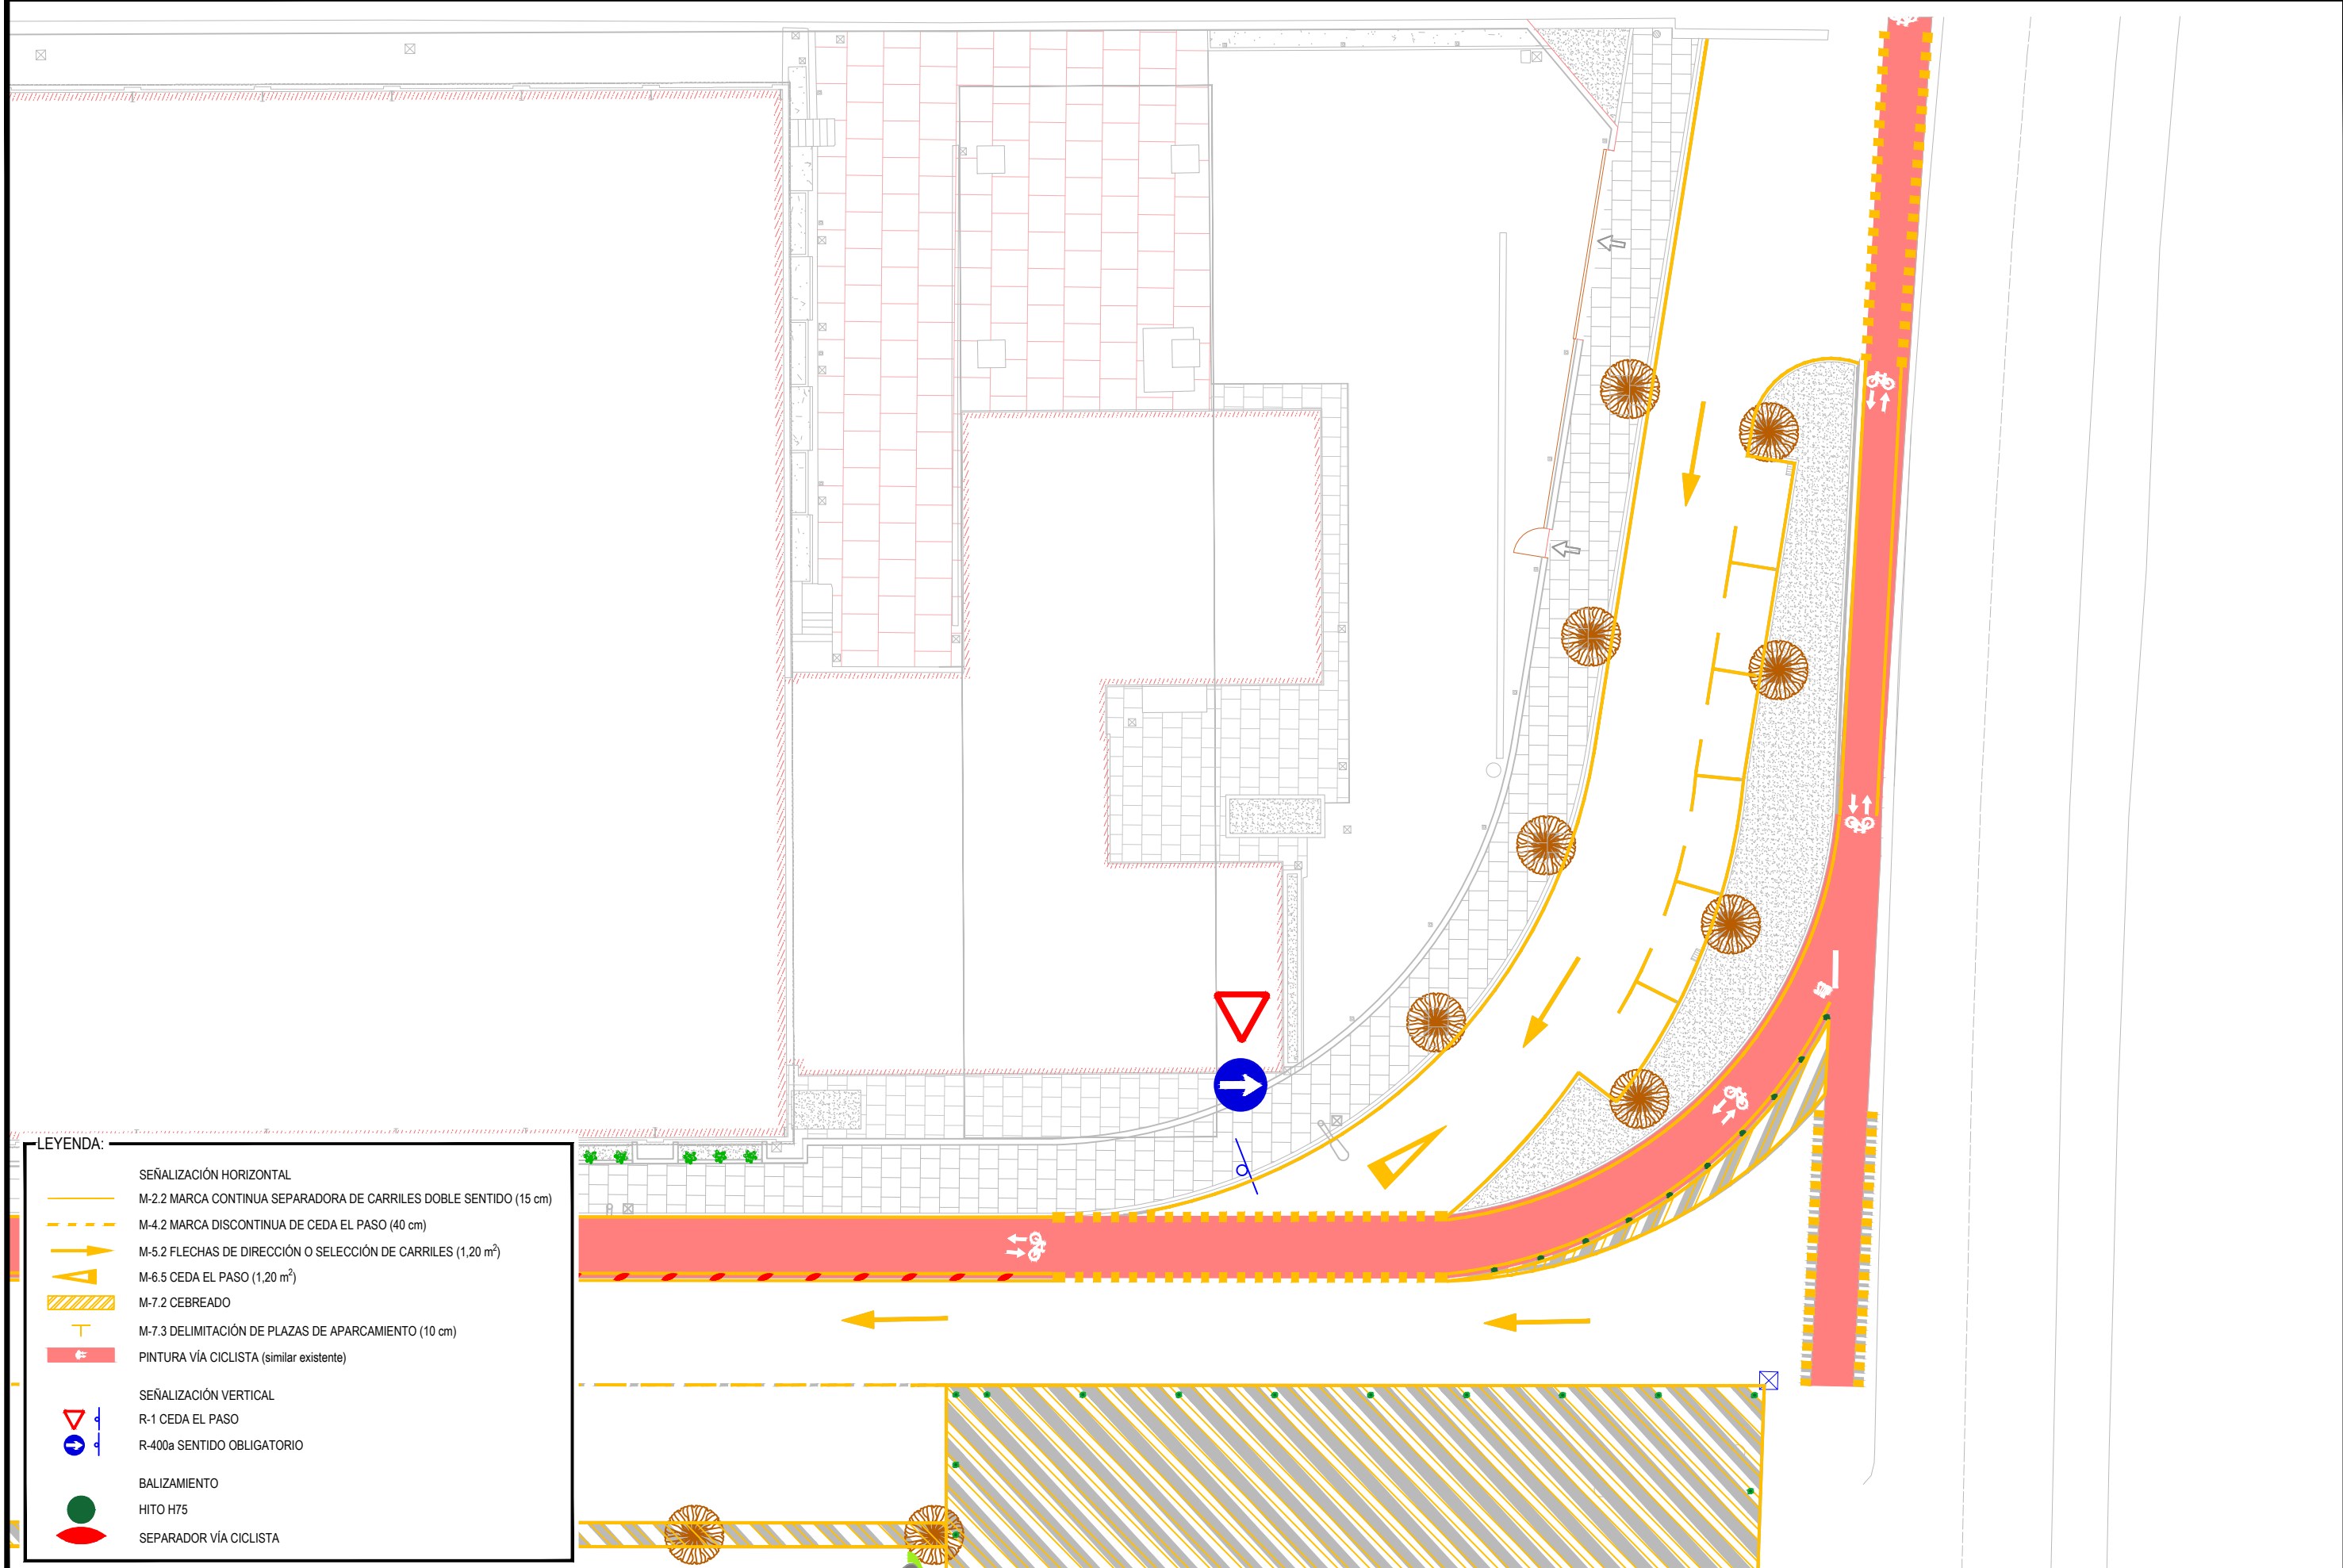 LEYENDA:
SEÑALIZACIÓN HORIZONTAL
M-2.2 MARCA CONTINUA SEPARADORA DE CARRILES DOBLE SENTIDO (15 cm)
M-4.2 MARCA DISCONTINUA DE CEDA EL PASO (40 cm)
M-5.2 FLECHAS DE DIRECCIÓN O SELECCIÓN DE CARRILES (1,20 m²)
M-6.5 CEDA EL PASO (1,20 m²)
M-7.2 CEBREADO
M-7.3 DELIMITACIÓN DE PLAZAS DE APARCAMIENTO (10 cm)
PINTURA VÍA CICLISTA (similar existente)
SEÑALIZACIÓN VERTICAL
R-1 CEDA EL PASO
R-400a SENTIDO OBLIGATORIO
BALIZAMIENTO
HITO H75
SEPARADOR VÍA CICLISTA